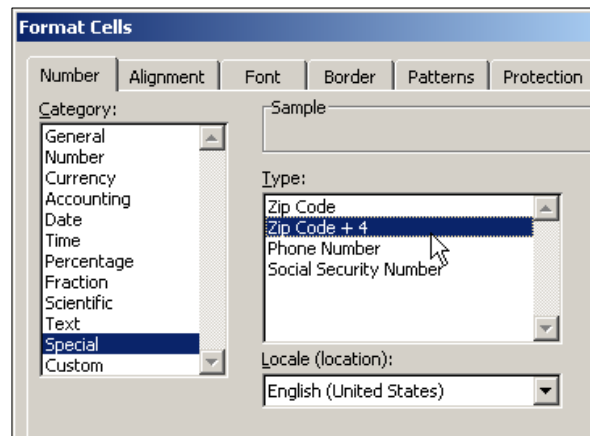 Format Cells
Number Alignment Font Border Patterns Protection
Category:
General
Number
Currency
Accounting
Date
Time
Percentage
Fraction
Scientific
Text
Special
Custom
Sample
Type:
Zip Code
Zip Code + 4
Phone Number
Social Security Number
Locale (location):
English (United States)